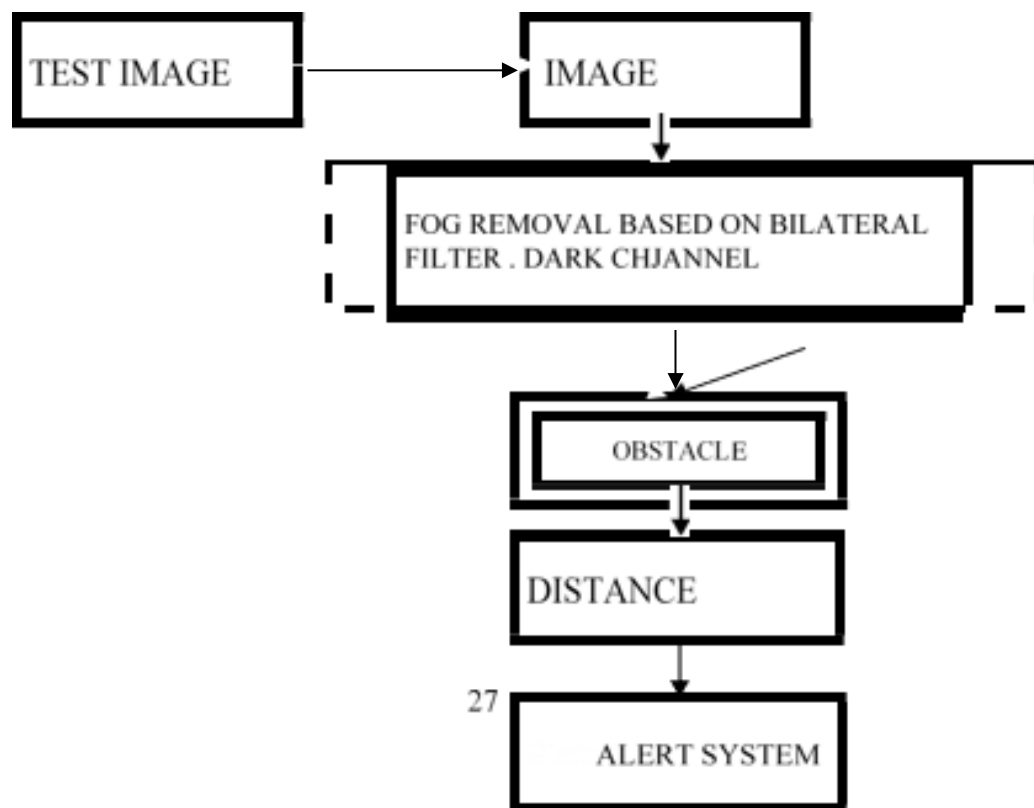 TEST IMAGE
IMAGE
FOG REMOVAL BASED ON BILATERAL
FILTER . DARK CHJANNEL
OBSTACLE
DISTANCE
27
ALERT SYSTEM